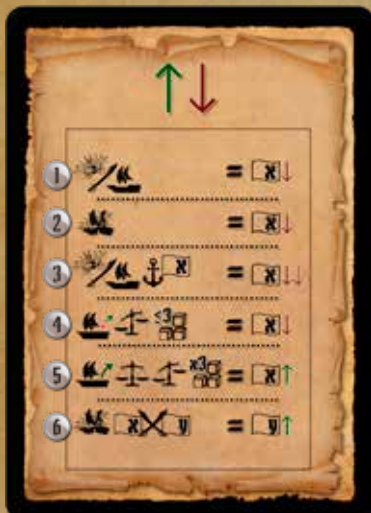 1 = X
2 = X
3 X = X
4 ≤3 = X
5 x3 = X
6 X Y = Y